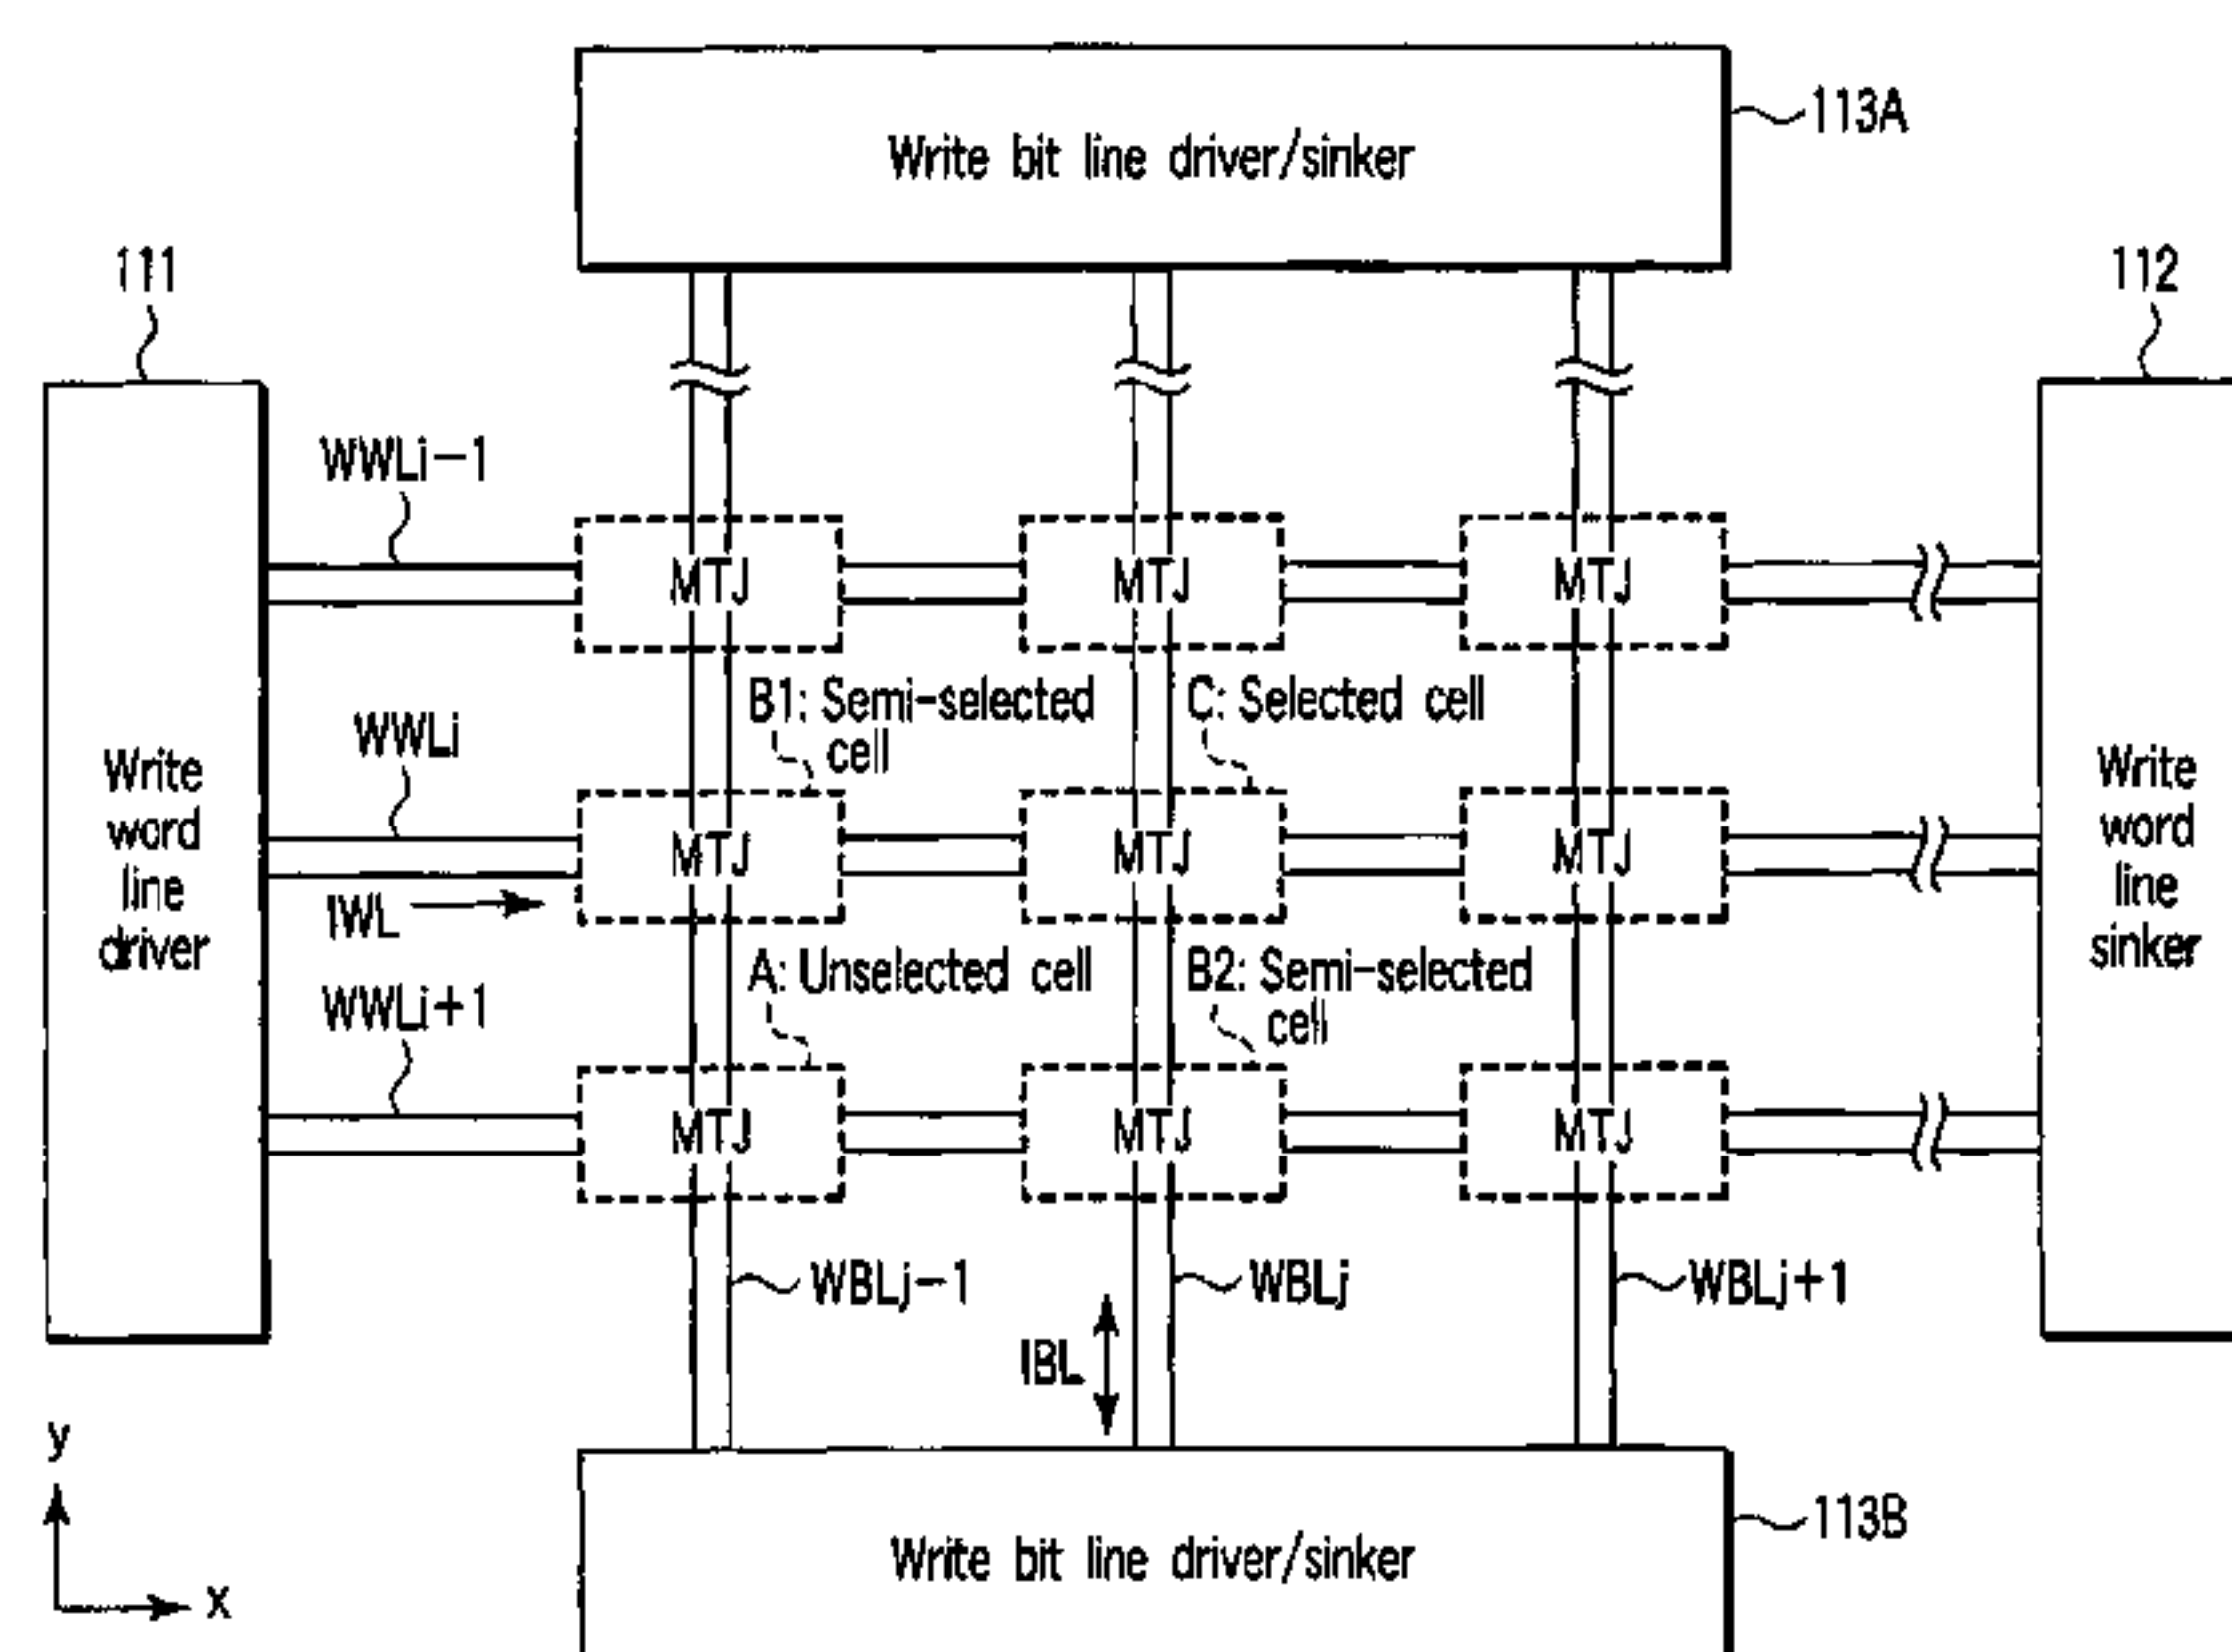 Write bit line driver/sinker
113A
111
112
WWLi-1
MTJ MTJ MTJ
B1: Semi-selected
cell
C: Selected cell
WWLi
Write
word
line
driver
Write
word
line
sinker
MTJ MTJ MTJ
IWL
A: Unselected cell
B2: Semi-selected
cell
WWLi+1
MTJ MTJ MTJ
WBLj-1
WBLj
WBLj+1
IBL
y
x
Write bit line driver/sinker
113B